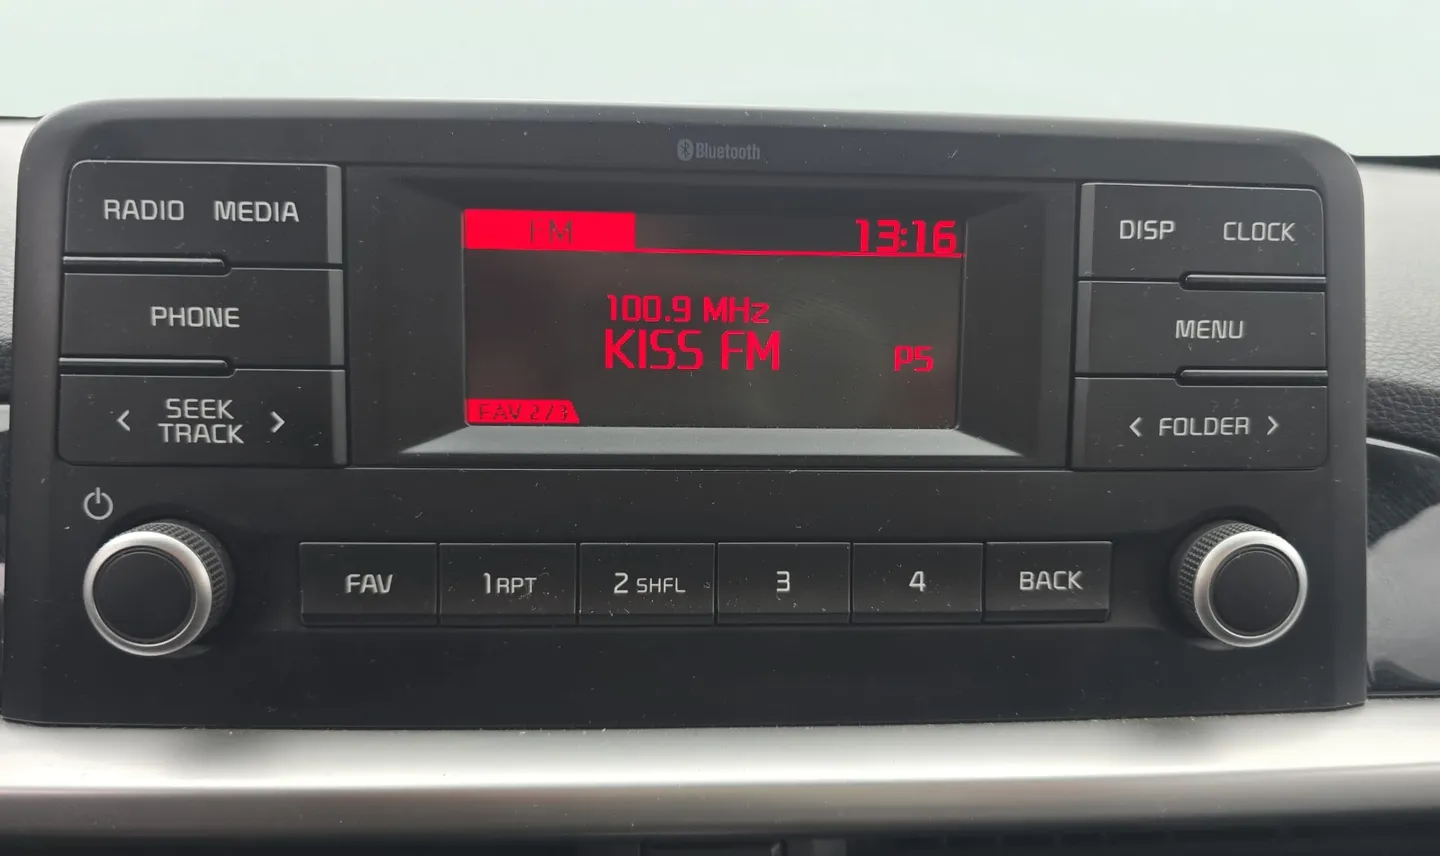 Bluetooth
RADIO MEDIA
PHONE
< SEEK TRACK >
FM 13:16
100.9 MHz
KISS FM P5
FAV 2/3
DISP CLOCK
MENU
< FOLDER >
FAV 1 RPT 2 SHFL 3 4 BACK